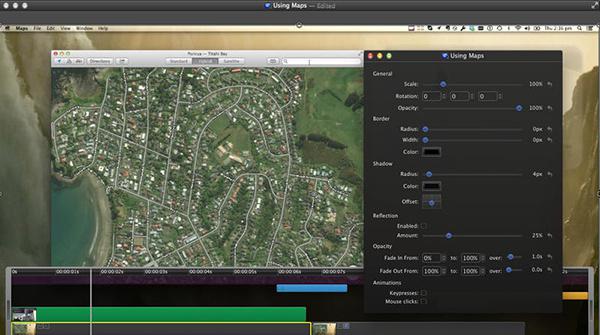 Using Maps — Edited
Maps File Edit View Window Help
Thu 2:36 pm
Porirua — Titahi Bay
Directions
Standard Hybrid Satellite
Using Maps
General
Scale: 100%
Rotation: 0 0 0
Opacity: 100%
Border
Radius: 0px
Width: 0px
Color:
Shadow
Radius: 4px
Color:
Offset:
Reflection
Enabled:
Amount: 25%
Opacity
Fade In From: 0% to: 100% over: 1.0s
Fade Out From: 100% to: 100% over: 0.0s
Animations
Keypresses:
Mouse clicks:
0s |00:00:01s |00:00:02s |00:00:03s |00:00:04s |00:00:05s |00:00:06s |00:00:07s